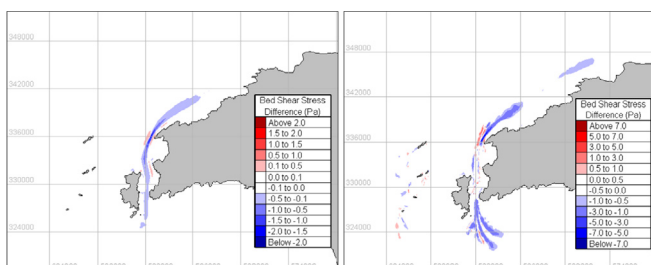 348000
342000
336000
330000
324000
Bed Shear Stress
Difference (Pa)
Above 2.0
1.5 to 2.0
1.0 to 1.5
0.5 to 1.0
0.1 to 0.5
0.0 to 0.1
-0.1 to 0.0
-0.5 to -0.1
-1.0 to -0.5
-1.5 to -1.0
-2.0 to -1.5
Below -2.0
348000
342000
336000
330000
324000
Bed Shear Stress
Difference (Pa)
Above 7.0
5.0 to 7.0
3.0 to 5.0
1.0 to 3.0
0.5 to 1.0
0.0 to 0.5
-0.5 to 0.0
-1.0 to -0.5
-3.0 to -1.0
-5.0 to -3.0
-7.0 to -5.0
Below -7.0